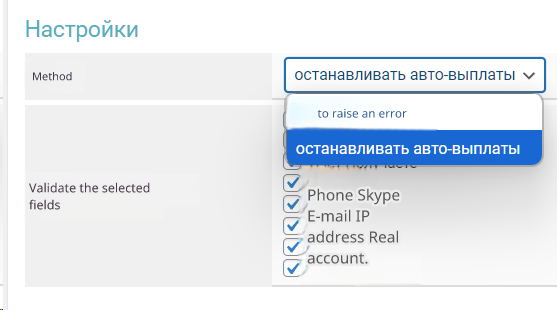 Настройки
Method
останавливать авто-выплаты
to raise an error
останавливать авто-выплаты
Validate the selected
fields
Phone Skype
E-mail IP
address Real
account.